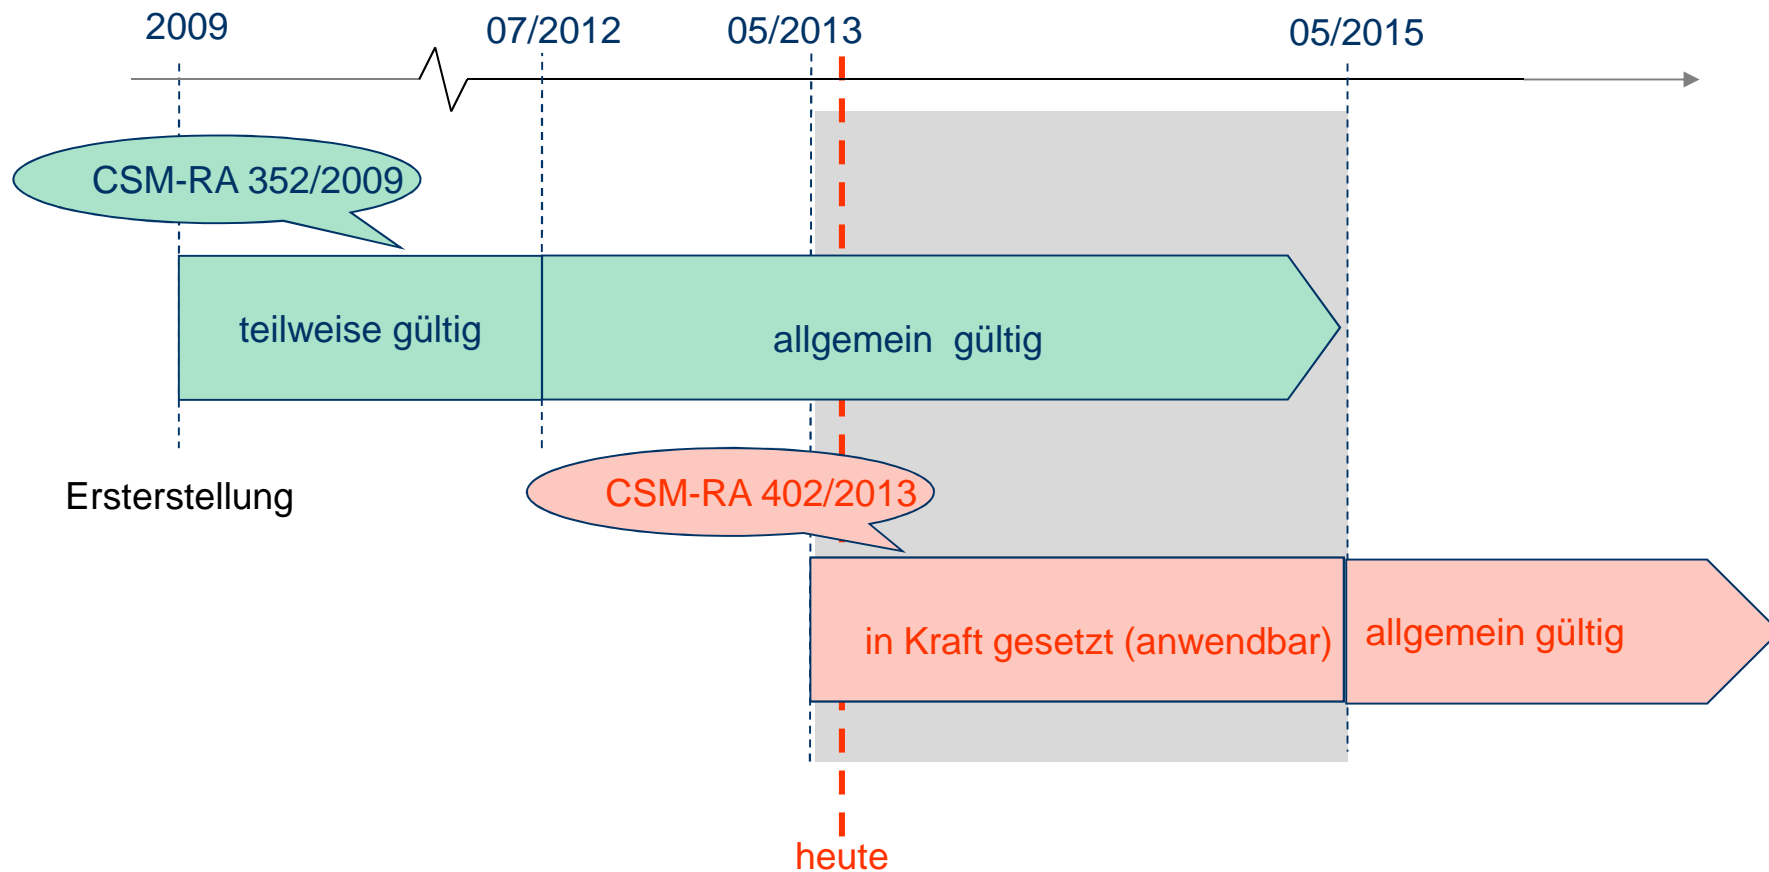 2009
07/2012
05/2013
05/2015
CSM-RA 352/2009
teilweise gültig
allgemein gültig
Ersterstellung
CSM-RA 402/2013
in Kraft gesetzt (anwendbar)
allgemein gültig
heute